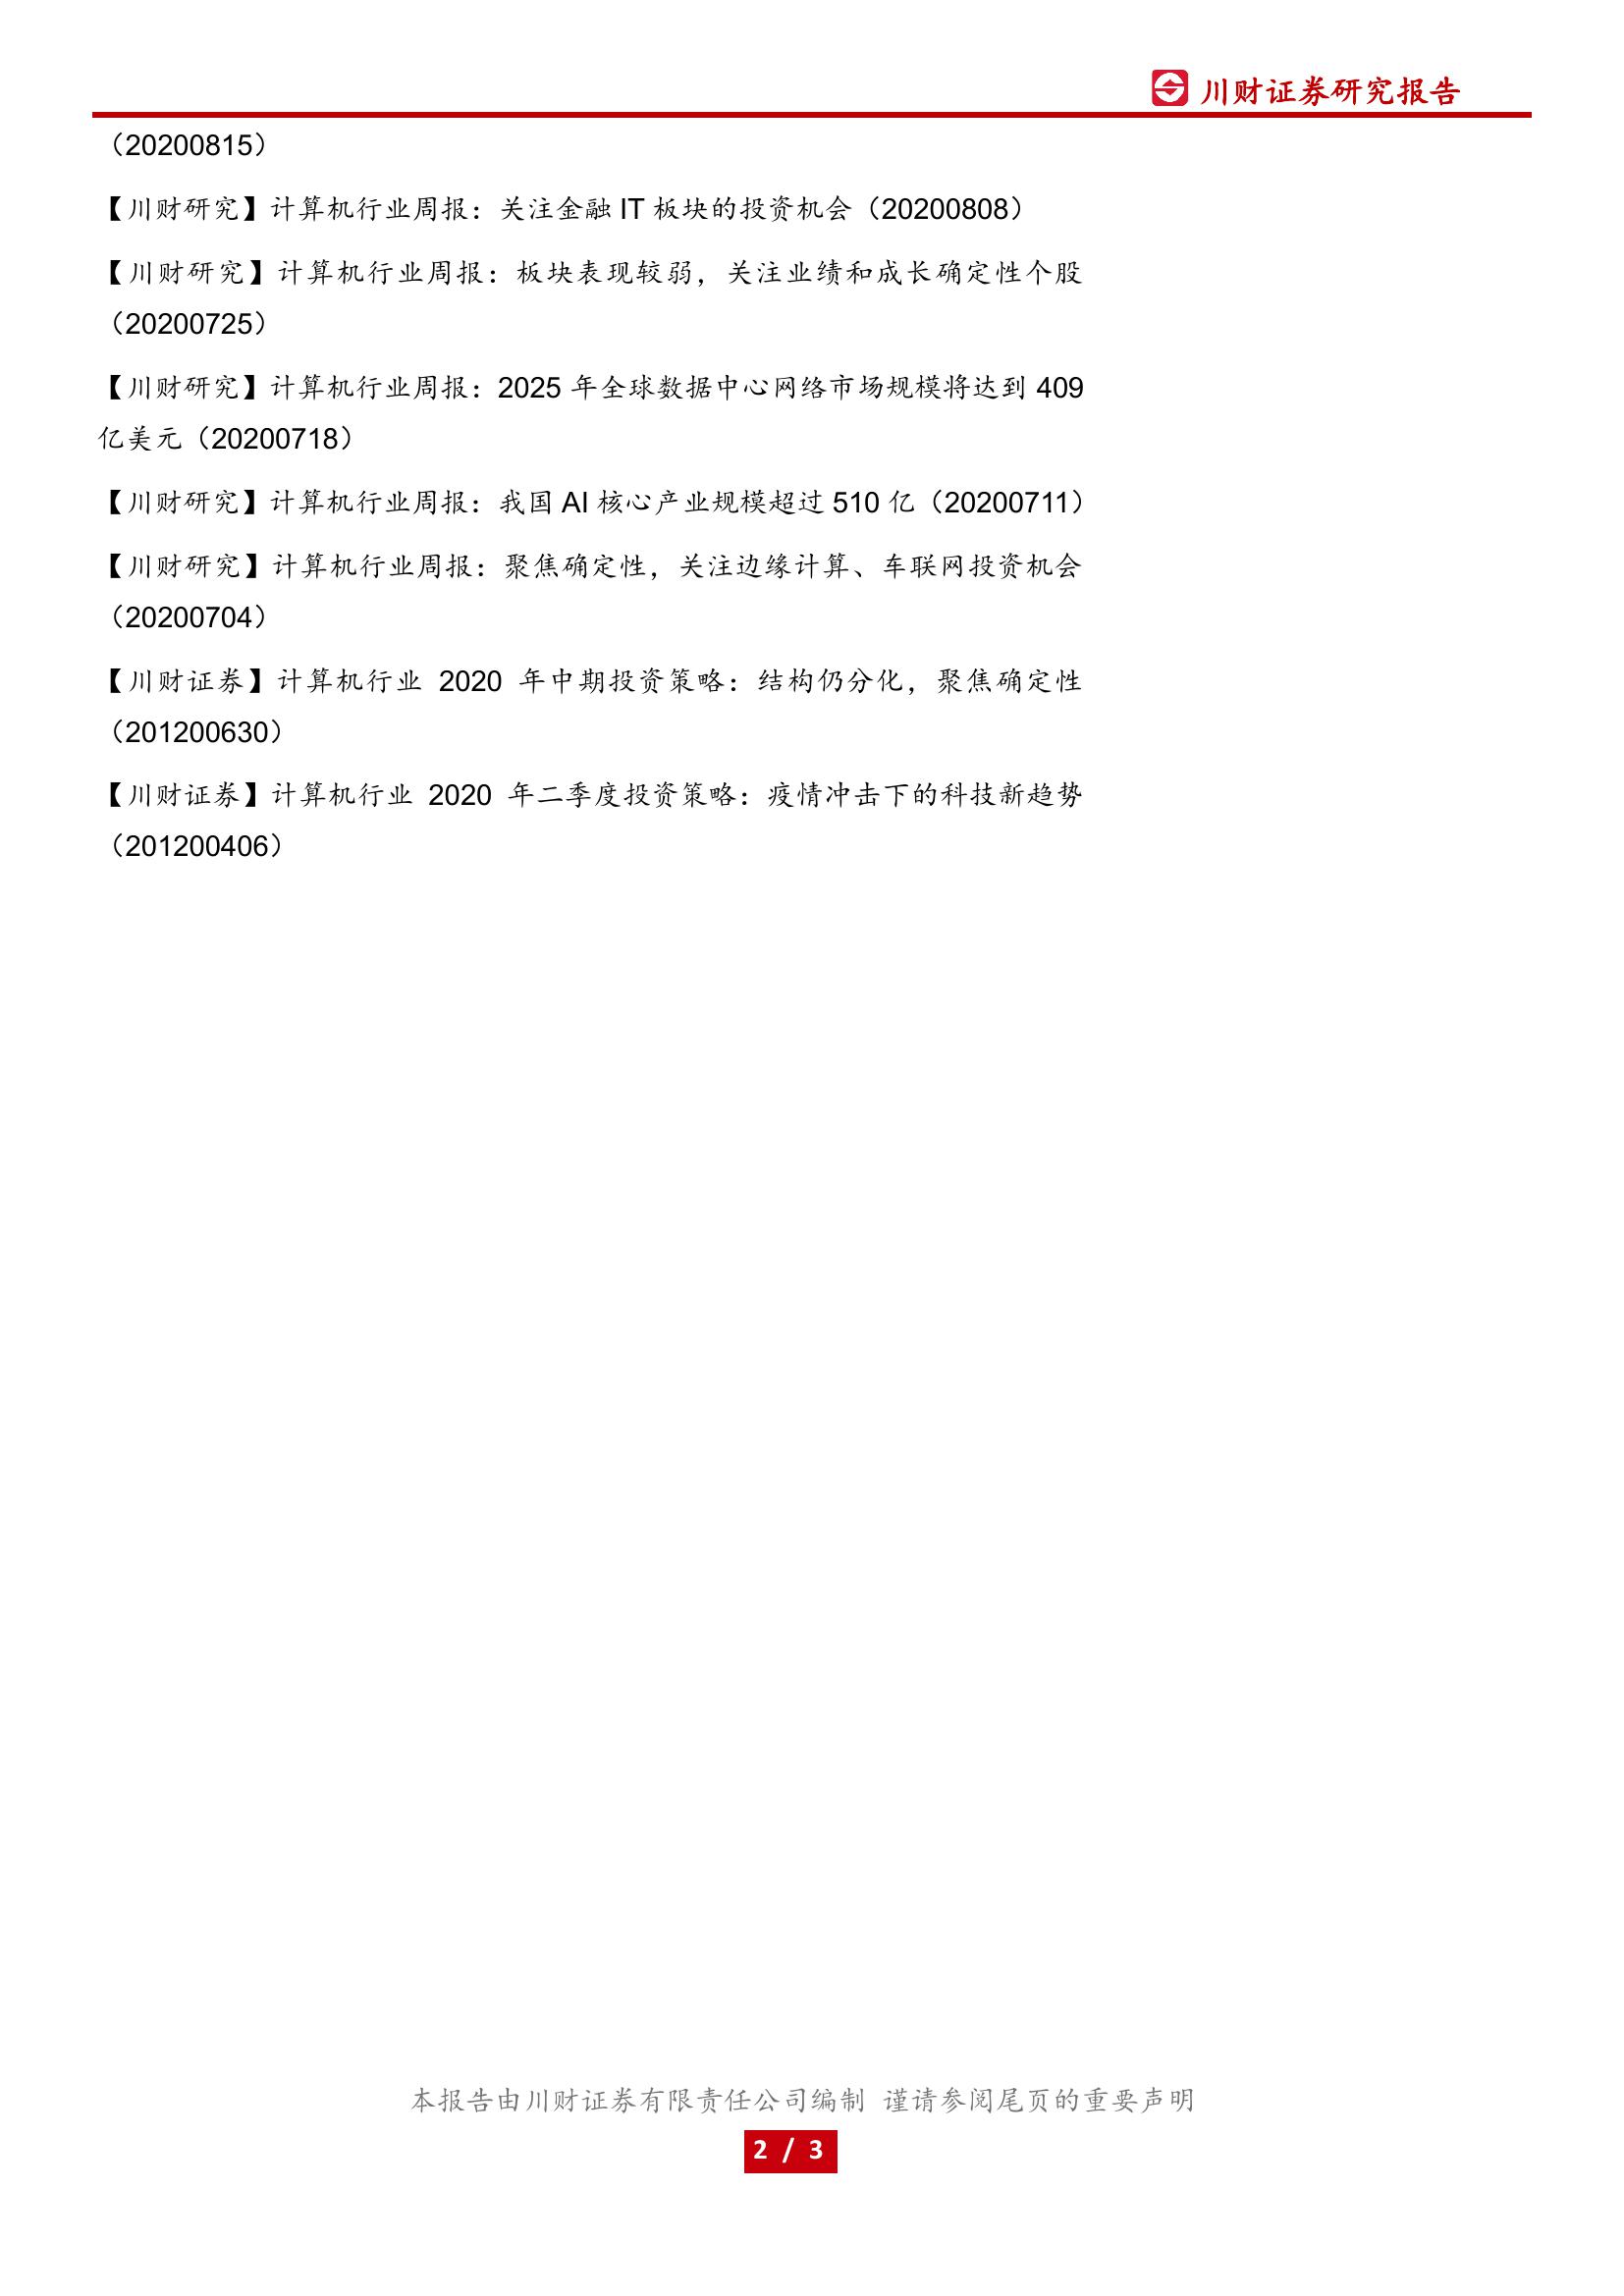 川财证券研究报告
（20200815）
【川财研究】计算机行业周报：关注金融 IT 板块的投资机会（20200808）
【川财研究】计算机行业周报：板块表现较弱，关注业绩和成长确定性个股
（20200725）
【川财研究】计算机行业周报：2025 年全球数据中心网络市场规模将达到 409
亿美元（20200718）
【川财研究】计算机行业周报：我国 AI 核心产业规模超过 510 亿（20200711）
【川财研究】计算机行业周报：聚焦确定性，关注边缘计算、车联网投资机会
（20200704）
【川财证券】计算机行业 2020 年中期投资策略：结构仍分化，聚焦确定性
（201200630）
【川财证券】计算机行业 2020 年二季度投资策略：疫情冲击下的科技新趋势
（201200406）
本报告由川财证券有限责任公司编制 谨请参阅尾页的重要声明
2 / 3